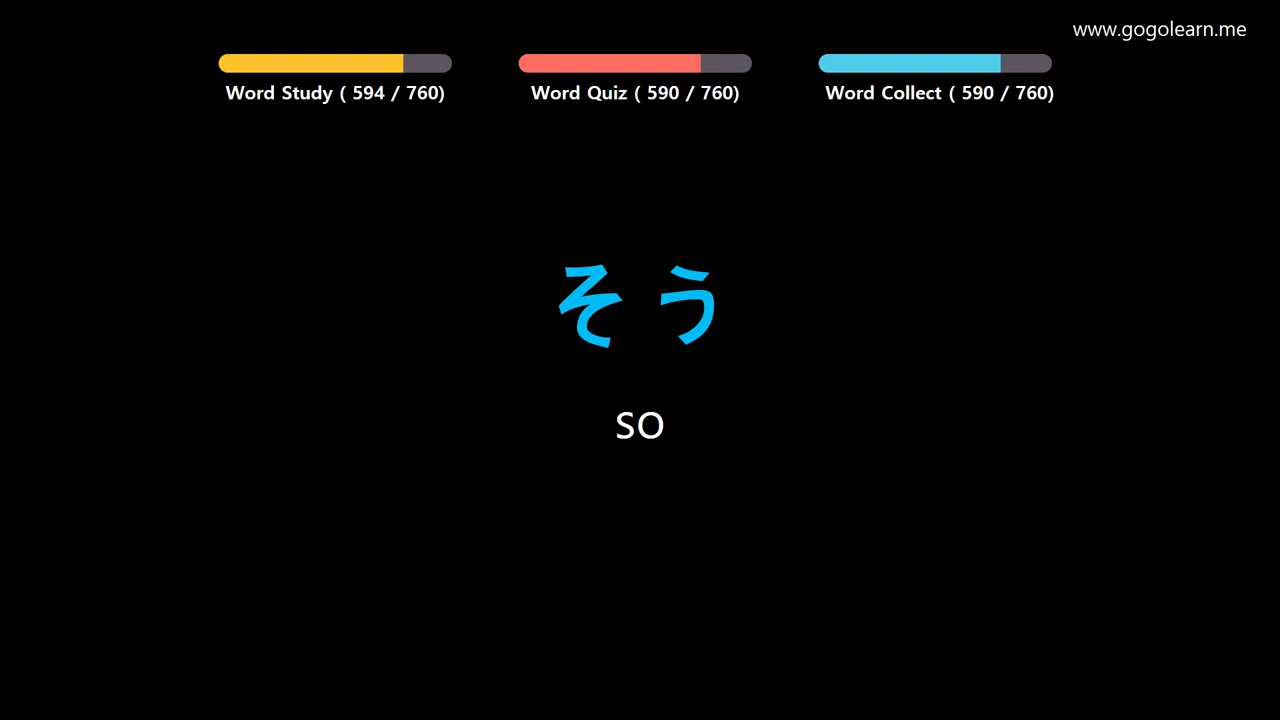 www.gogolearn.me
Word Study ( 594 / 760)
Word Quiz ( 590 / 760)
Word Collect ( 590 / 760)
そう
SO